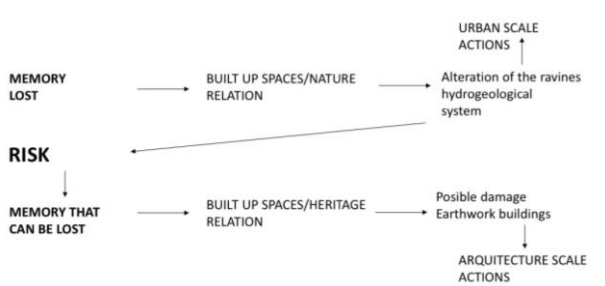 URBAN SCALE
ACTIONS
MEMORY
LOST
BUILT UP SPACES/NATURE
RELATION
Alteration of the ravines
hydrogeological
system
RISK
MEMORY THAT
CAN BE LOST
BUILT UP SPACES/HERITAGE
RELATION
Posible damage
Earthwork buildings
ARQUITECTURE SCALE
ACTIONS